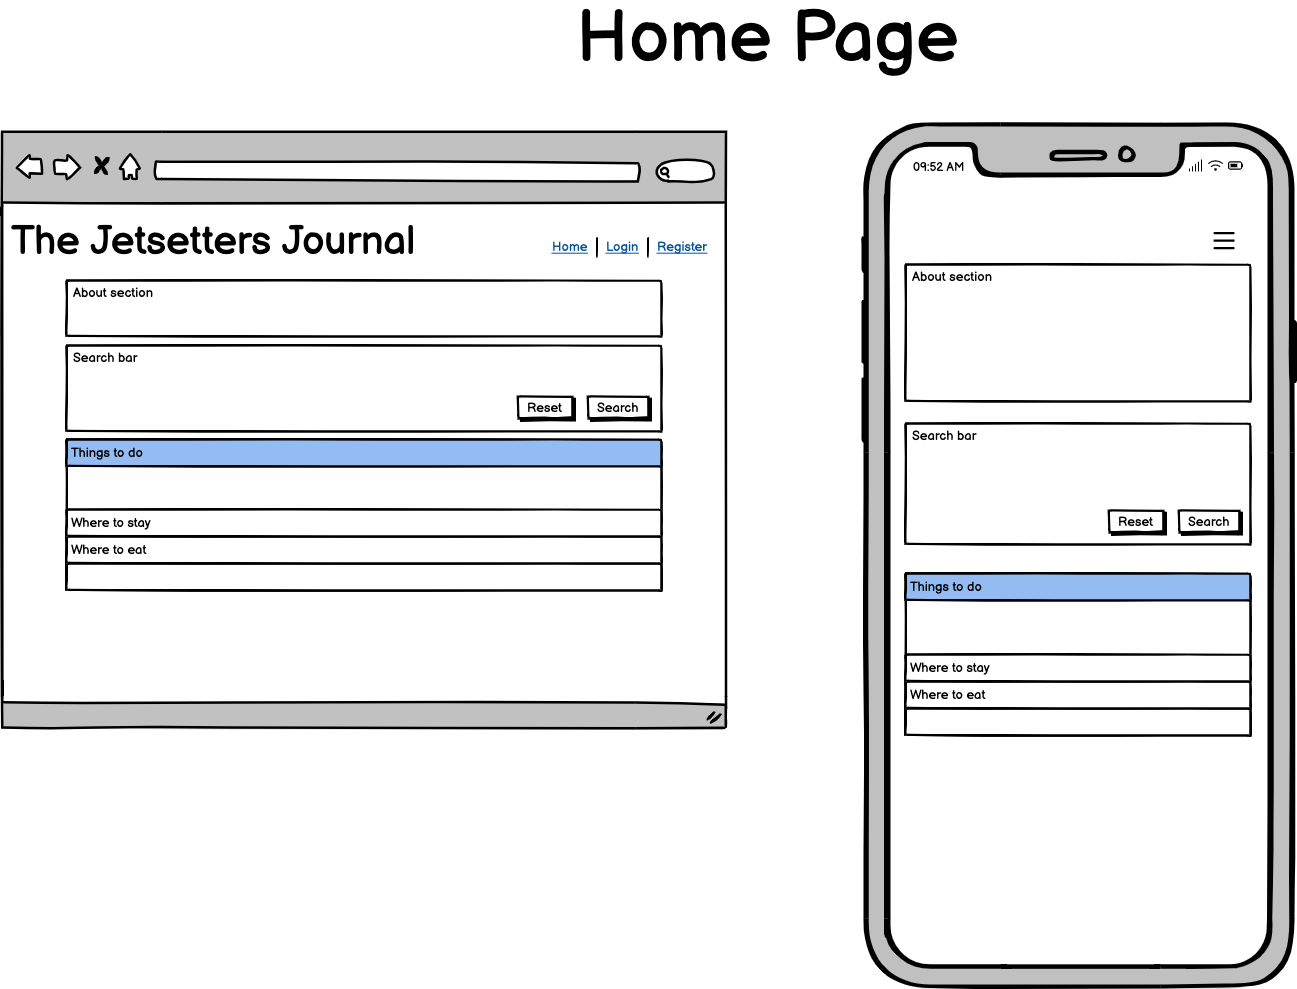 Home Page
The Jetsetters Journal
Home | Login | Register
About section
Search bar
Reset
Search
Things to do
Where to stay
Where to eat
09:52 AM
About section
Search bar
Reset
Search
Things to do
Where to stay
Where to eat